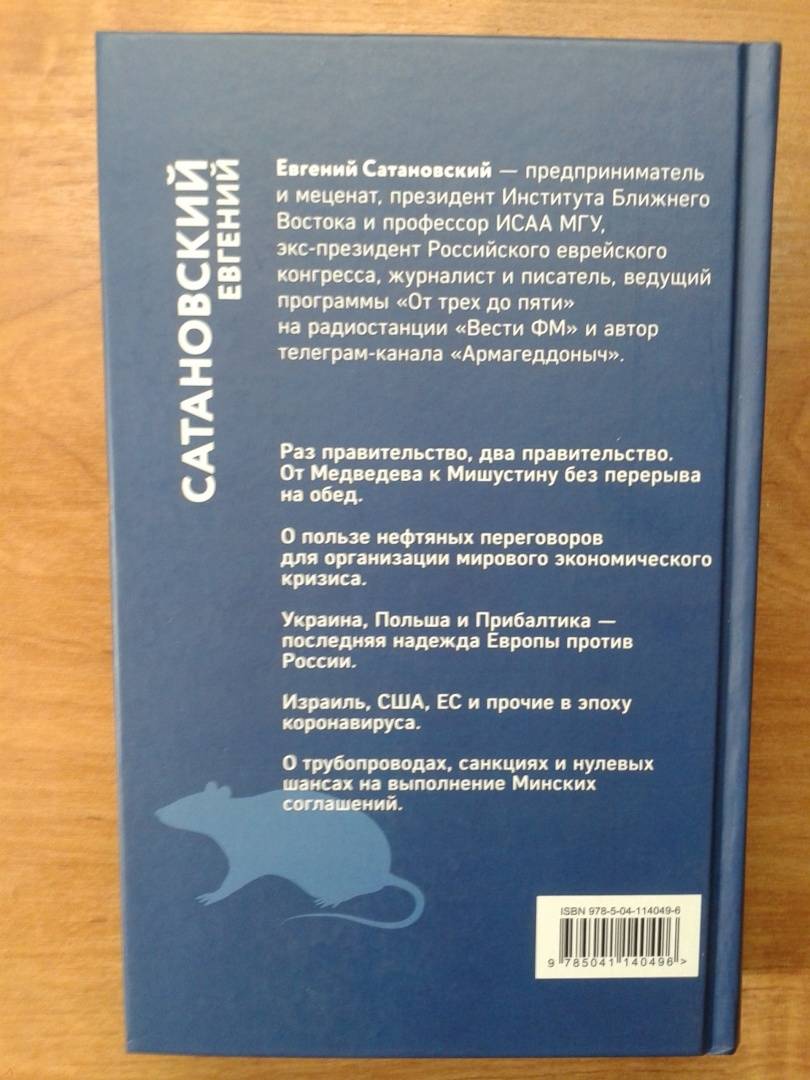 САТАНОВСКИЙ
ЕВГЕНИЙ
Евгений Сатановский — предприниматель
и меценат, президент Института Ближнего
Востока и профессор ИСАА МГУ,
экс-президент Российского еврейского
конгресса, журналист и писатель, ведущий
программы «От трех до пяти»
на радиостанции «Вести ФМ» и автор
телеграм-канала «Армагеддоныч».
Раз правительство, два правительство.
От Медведева к Мишустину без перерыва
на обед.
О пользе нефтяных переговоров
для организации мирового экономического
кризиса.
Украина, Польша и Прибалтика —
последняя надежда Европы против
России.
Израиль, США, ЕС и прочие в эпоху
коронавируса.
О трубопроводах, санкциях и нулевых
шансах на выполнение Минских
соглашений.
ISBN 978-5-04-114049-6
9 785041 140496 >